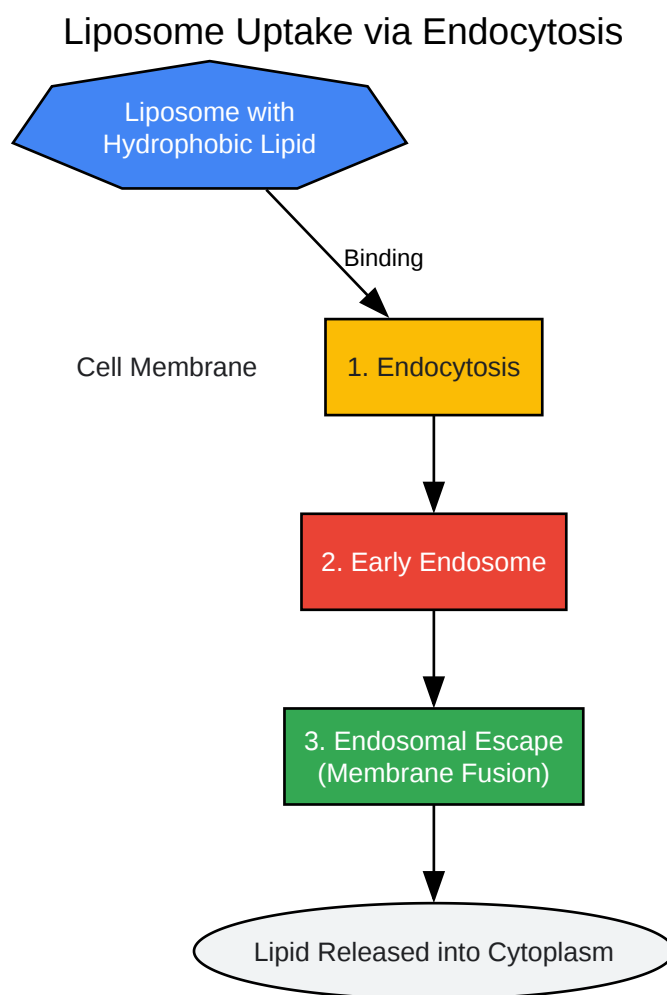 Liposome Uptake via Endocytosis
Liposome with
Hydrophobic Lipid
Binding
Cell Membrane
1. Endocytosis
2. Early Endosome
3. Endosomal Escape
(Membrane Fusion)
Lipid Released into Cytoplasm